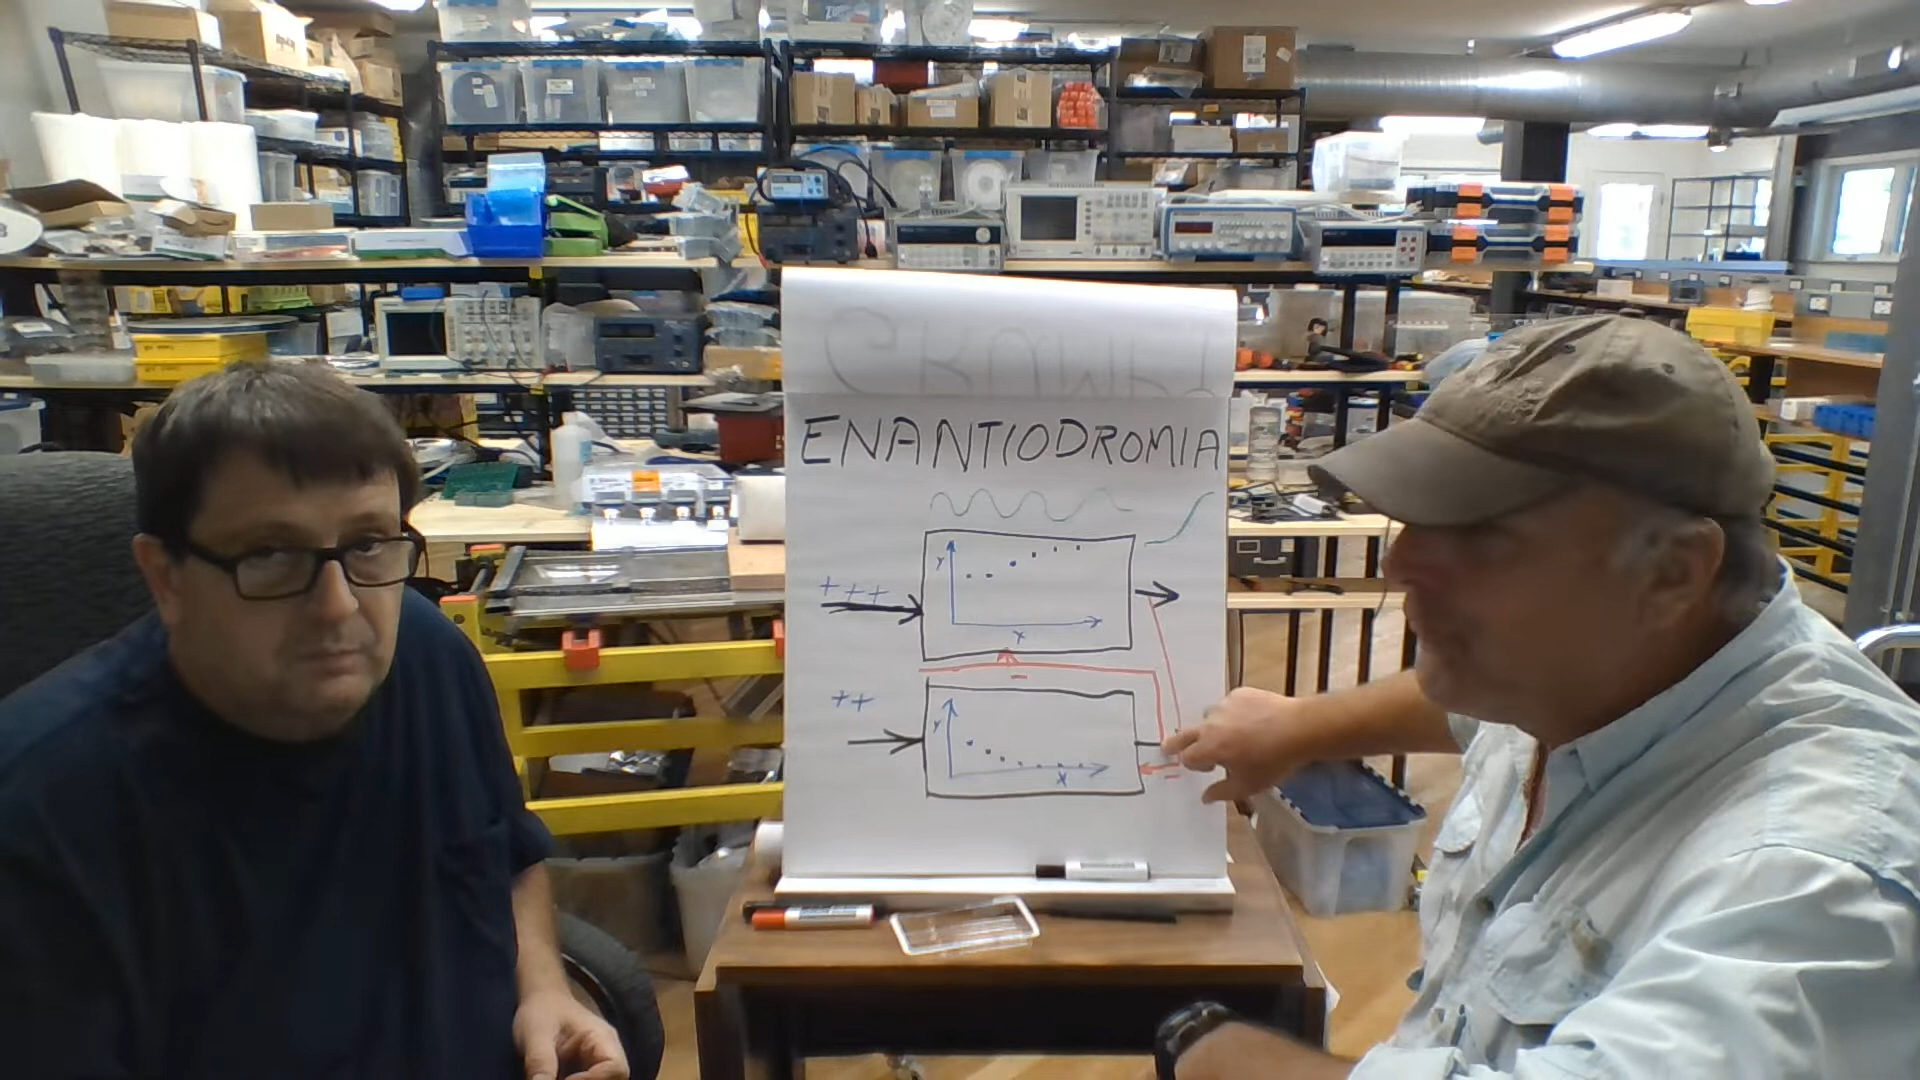 ENANTIODROMIA
Y
+++
X
-
++
Y
X
-